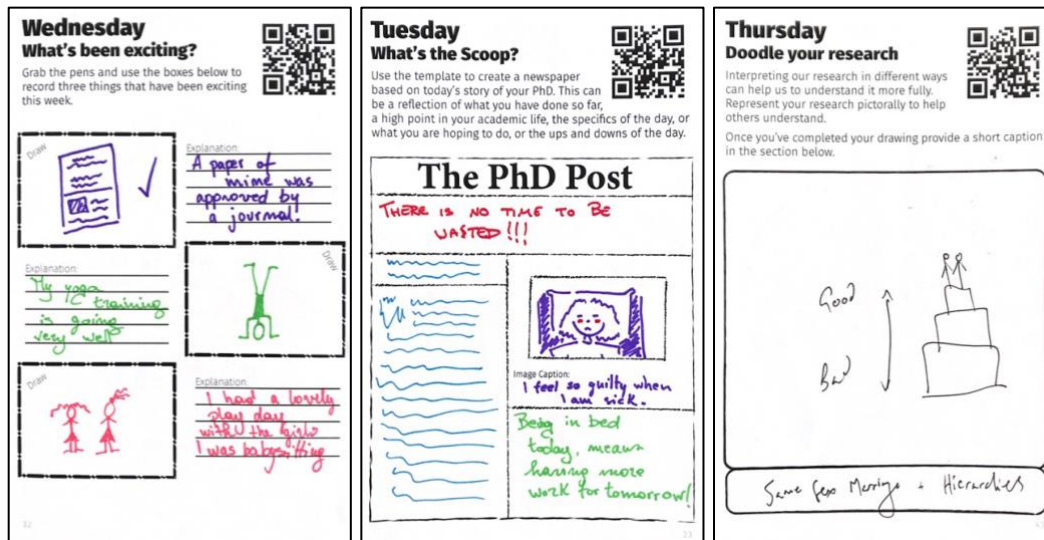 Wednesday
What's been exciting?
Grab the pens and use the boxes below to
record three things that have been exciting
this week.
Draw
Explanation:
A paper of
mine was
approved by
a journal!
Explanation:
My yoga
training
is going
very well
Draw
Draw
Explanation:
I had a lovely
play day
with the girls
I was babysitting
32
Tuesday
What's the Scoop?
Use the template to create a newspaper
based on today's story of your PhD. This can
be a reflection of what you have done so far,
a high point in your academic life, the specifics of the day, or
what you are hoping to do, or the ups and downs of the day.
The PhD Post
THERE IS NO TIME TO BE
WASTED!!!
Image Caption:
I feel so guilty when
I am sick.
Being in bed
today, means
having more
work for tomorrow!
23
Thursday
Doodle your research
Interpreting our research in different ways
can help us to understand it more fully.
Represent your research pictorally to help
others understand.
Once you've completed your drawing provide a short caption
in the section below.
Good
Bad
Same Sex Marriage + Hierarchies